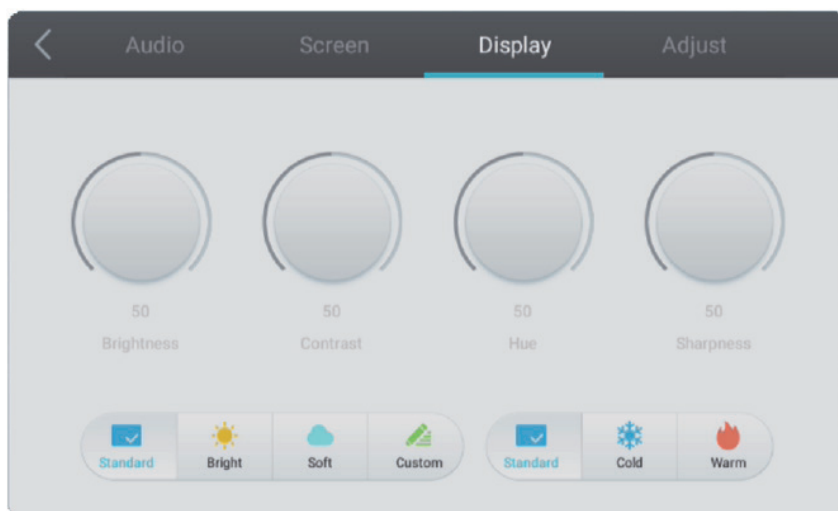 Audio Screen Display Adjust
50 50 50 50
Brightness Contrast Hue Sharpness
Standard Bright Soft Custom Standard Cold Warm